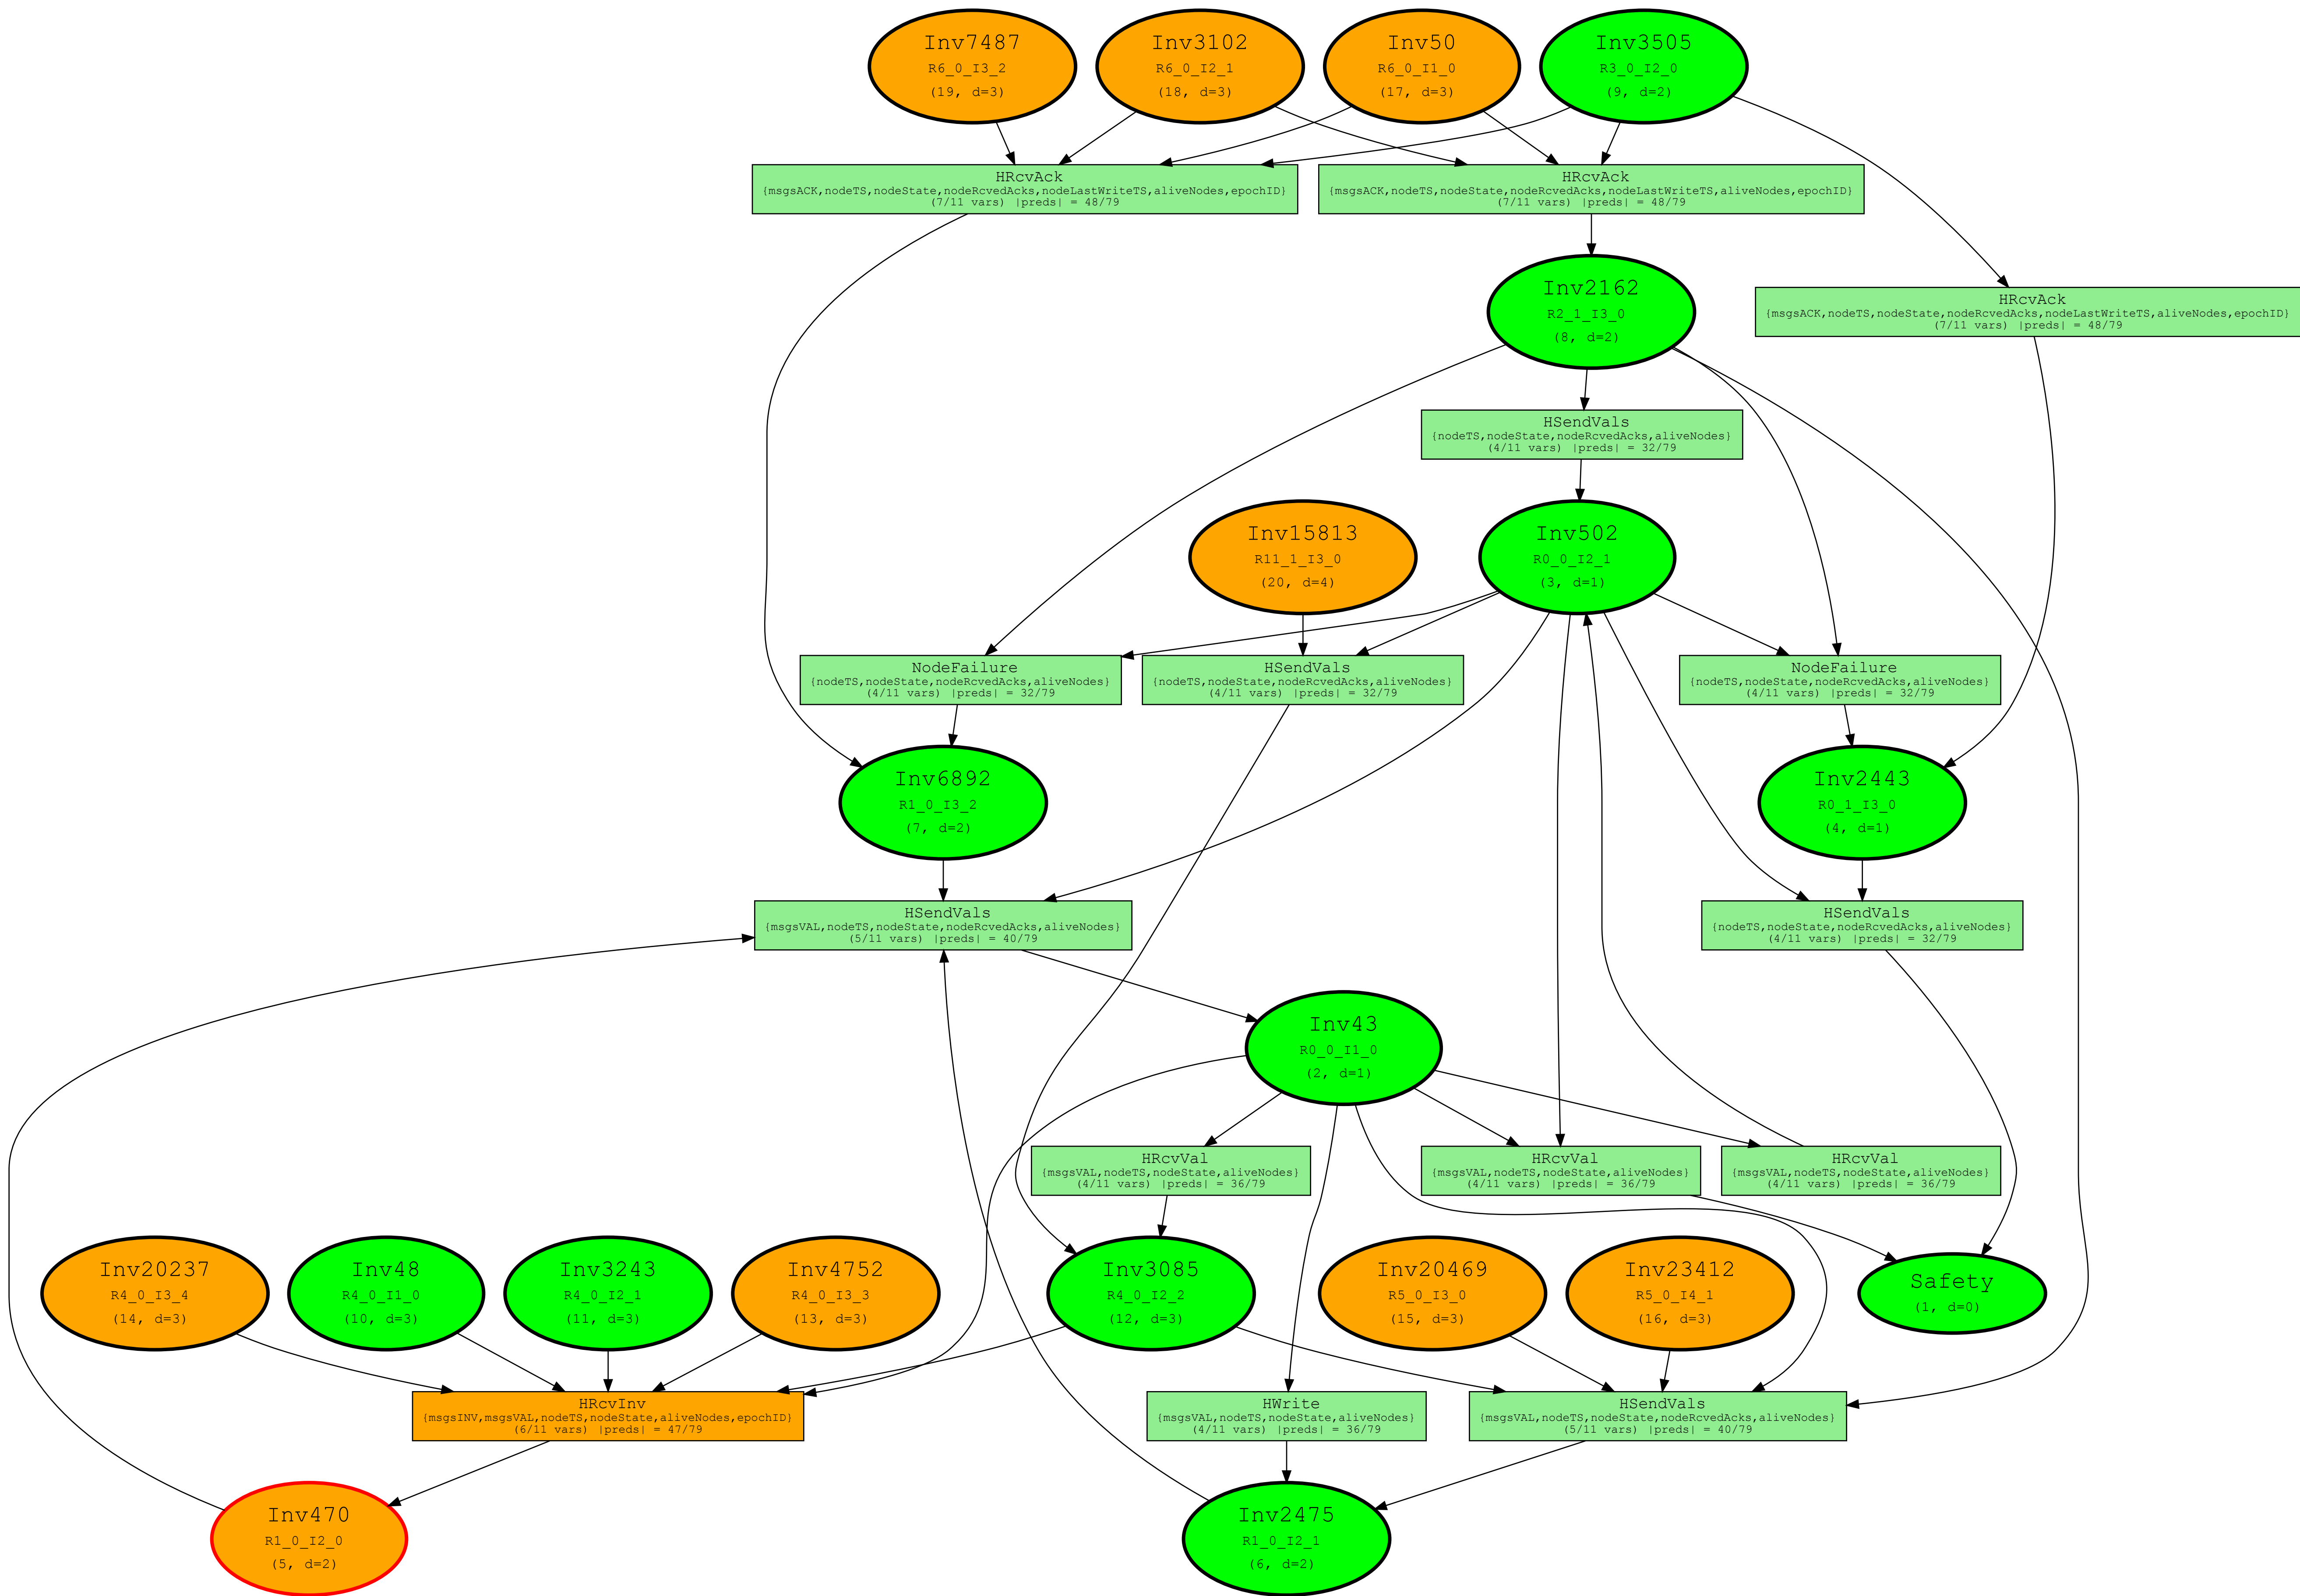 Inv7487
R6_0_I3_2
(19, d=3)
Inv3102
R6_0_I2_1
(18, d=3)
Inv50
R6_0_I1_0
(17, d=3)
Inv3505
R3_0_I2_0
(9, d=2)
HRcvAck
{msgsACK,nodeTS,nodeState,nodeRcvedAcks,nodeLastWriteTS,aliveNodes,epochID}
(7/11 vars) |preds| = 48/79
HRcvAck
{msgsACK,nodeTS,nodeState,nodeRcvedAcks,nodeLastWriteTS,aliveNodes,epochID}
(7/11 vars) |preds| = 48/79
Inv2162
R2_1_I3_0
(8, d=2)
HRcvAck
{msgsACK,nodeTS,nodeState,nodeRcvedAcks,nodeLastWriteTS,aliveNodes,epochID}
(7/11 vars) |preds| = 48/79
HSendVals
{nodeTS,nodeState,nodeRcvedAcks,aliveNodes}
(4/11 vars) |preds| = 32/79
Inv15813
R11_1_I3_0
(20, d=4)
Inv502
R0_0_I2_1
(3, d=1)
NodeFailure
{nodeTS,nodeState,nodeRcvedAcks,aliveNodes}
(4/11 vars) |preds| = 32/79
HSendVals
{nodeTS,nodeState,nodeRcvedAcks,aliveNodes}
(4/11 vars) |preds| = 32/79
NodeFailure
{nodeTS,nodeState,nodeRcvedAcks,aliveNodes}
(4/11 vars) |preds| = 32/79
Inv6892
R1_0_I3_2
(7, d=2)
Inv2443
R0_1_I3_0
(4, d=1)
HSendVals
{msgsVAL,nodeTS,nodeState,nodeRcvedAcks,aliveNodes}
(5/11 vars) |preds| = 40/79
HSendVals
{nodeTS,nodeState,nodeRcvedAcks,aliveNodes}
(4/11 vars) |preds| = 32/79
Inv43
R0_0_I1_0
(2, d=1)
HRcvVal
{msgsVAL,nodeTS,nodeState,aliveNodes}
(4/11 vars) |preds| = 36/79
HRcvVal
{msgsVAL,nodeTS,nodeState,aliveNodes}
(4/11 vars) |preds| = 36/79
HRcvVal
{msgsVAL,nodeTS,nodeState,aliveNodes}
(4/11 vars) |preds| = 36/79
Inv20237
R4_0_I3_4
(14, d=3)
Inv48
R4_0_I1_0
(10, d=3)
Inv3243
R4_0_I2_1
(11, d=3)
Inv4752
R4_0_I3_3
(13, d=3)
Inv3085
R4_0_I2_2
(12, d=3)
Inv20469
R5_0_I3_0
(15, d=3)
Inv23412
R5_0_I4_1
(16, d=3)
Safety
(1, d=0)
HRcvInv
{msgsINV,msgsVAL,nodeTS,nodeState,aliveNodes,epochID}
(6/11 vars) |preds| = 47/79
HWrite
{msgsVAL,nodeTS,nodeState,aliveNodes}
(4/11 vars) |preds| = 36/79
HSendVals
{msgsVAL,nodeTS,nodeState,nodeRcvedAcks,aliveNodes}
(5/11 vars) |preds| = 40/79
Inv470
R1_0_I2_0
(5, d=2)
Inv2475
R1_0_I2_1
(6, d=2)